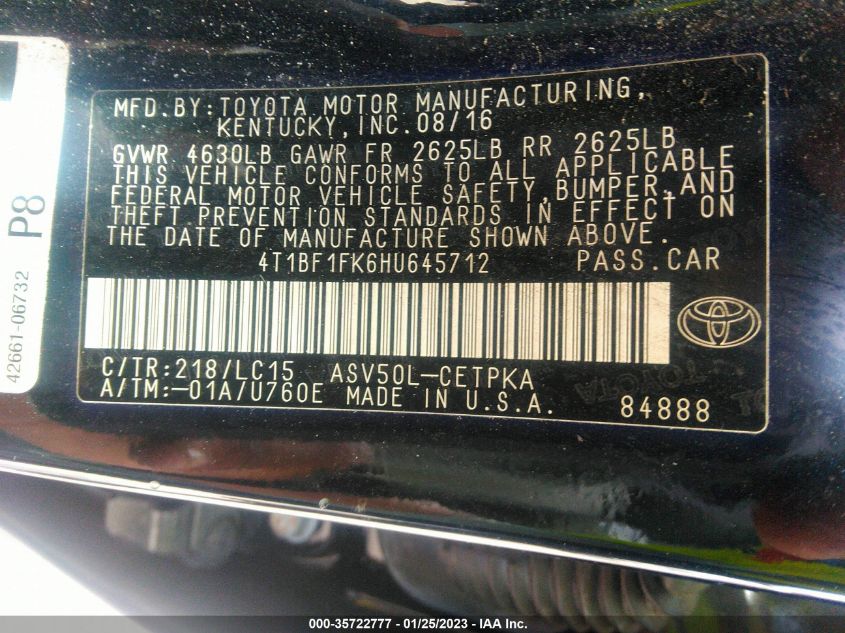 MFD.BY:TOYOTA MOTOR MANUFACTURING,
KENTUCKY, INC.08/16
GVWR 4630LB GAWR FR 2625LB RR 2625LB
THIS VEHICLE CONFORMS TO ALL APPLICABLE
FEDERAL MOTOR VEHICLE SAFETY, BUMPER, AND
THEFT PREVENTION STANDARDS IN EFFECT ON
THE DATE OF MANUFACTURE SHOWN ABOVE.
4T1BF1FK6HU645712 PASS.CAR
C/TR:218/LC15 ASV50L-CETPKA
A/TM:-01A/U760E MADE IN U.S.A. 84888
TOYOTA
P8
42661-06732
000-35722777 - 01/25/2023 - IAA Inc.